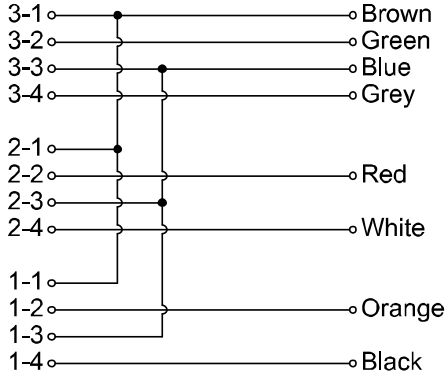 3-1 Brown
3-2 Green
3-3 Blue
3-4 Grey
2-1
2-2 Red
2-3
2-4 White
1-1
1-2 Orange
1-3
1-4 Black